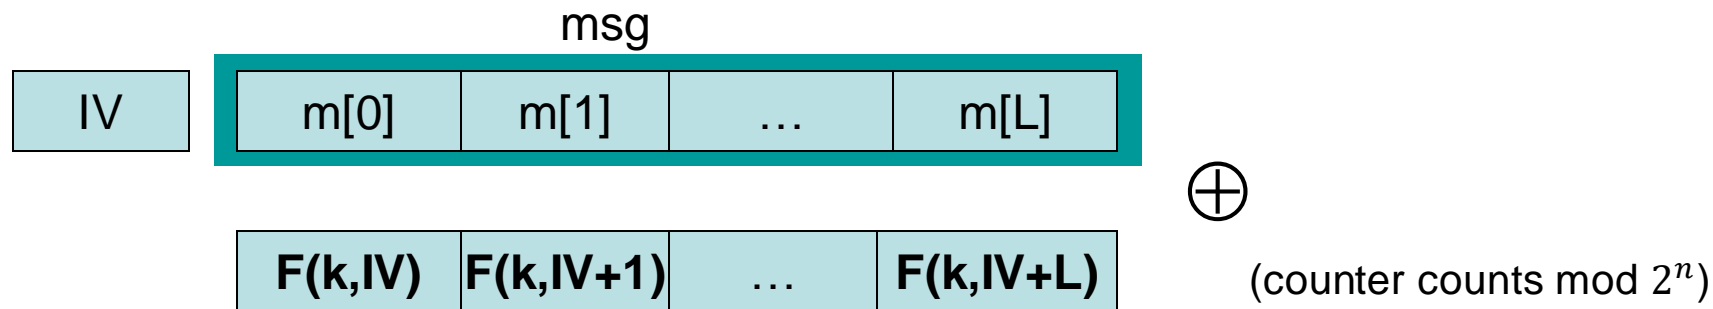 msg
IV m[0] m[1] … m[L]
⊕
F(k,IV) F(k,IV+1) … F(k,IV+L) (counter counts mod 2ⁿ)